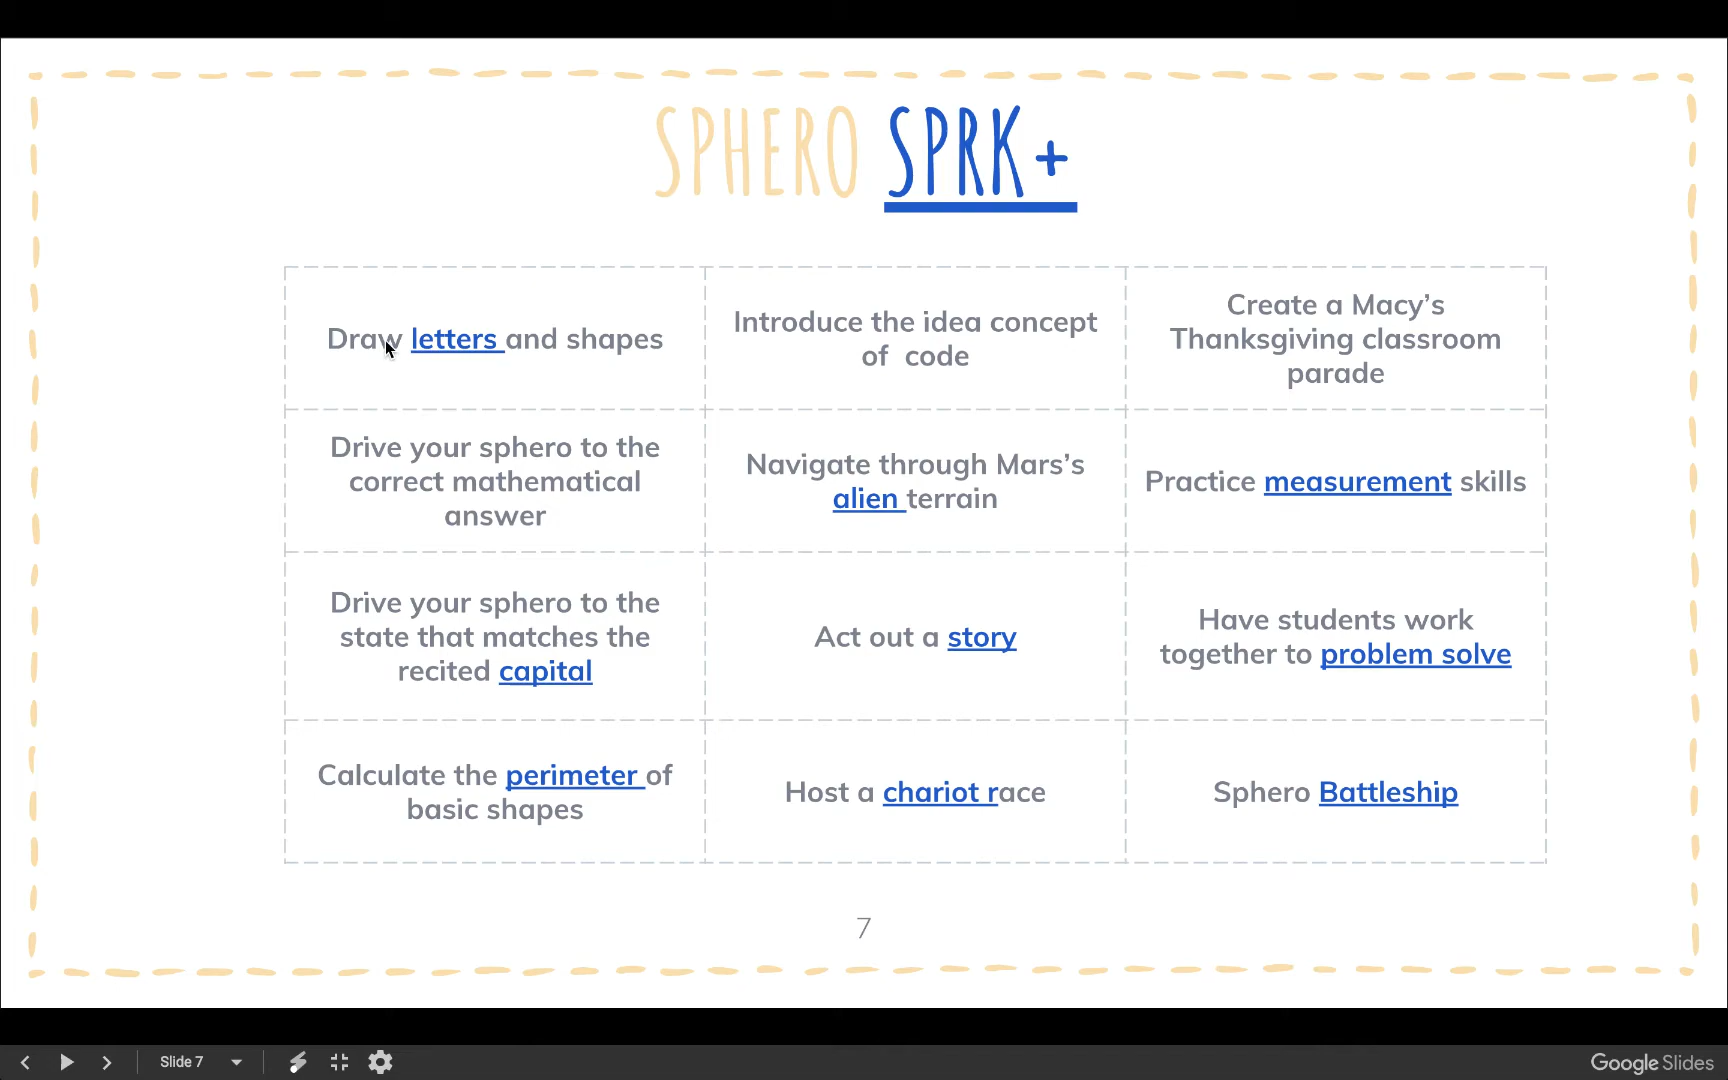 SPHERO SPRK+
Draw letters and shapes
Introduce the idea concept
of  code
Create a Macy’s
Thanksgiving classroom
parade
Drive your sphero to the
correct mathematical
answer
Navigate through Mars’s
alien terrain
Practice measurement skills
Drive your sphero to the
state that matches the
recited capital
Act out a story
Have students work
together to problem solve
Calculate the perimeter of
basic shapes
Host a chariot race
Sphero Battleship
7
Slide 7
Google Slides